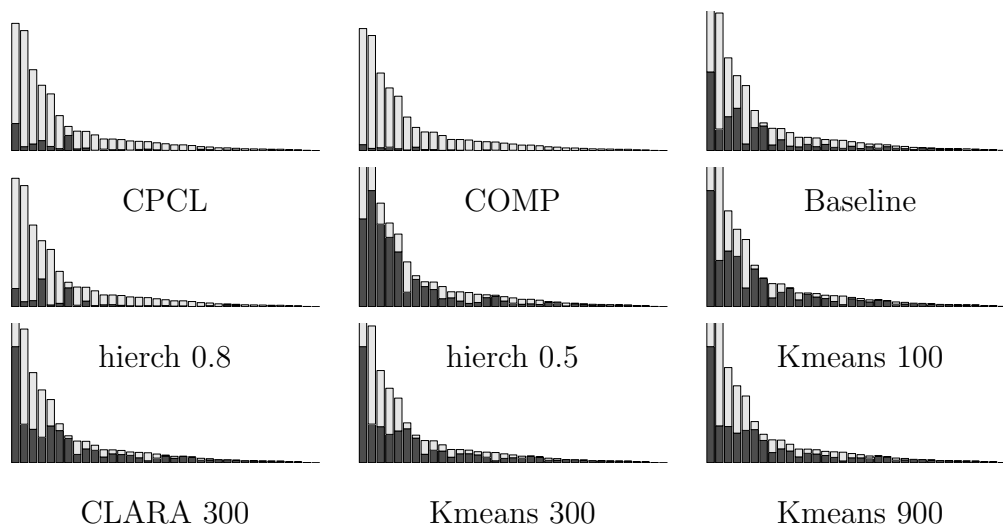 CPCL
COMP
Baseline
hierch 0.8
hierch 0.5
Kmeans 100
CLARA 300
Kmeans 300
Kmeans 900